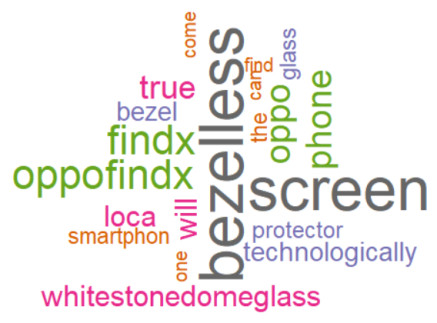 come
bezelless
find
glass
true
card
bezel
oppo
phone
the
findx
oppofindx
screen
loca
will
protector
smartphon
technologically
one
whitestonedomeglass